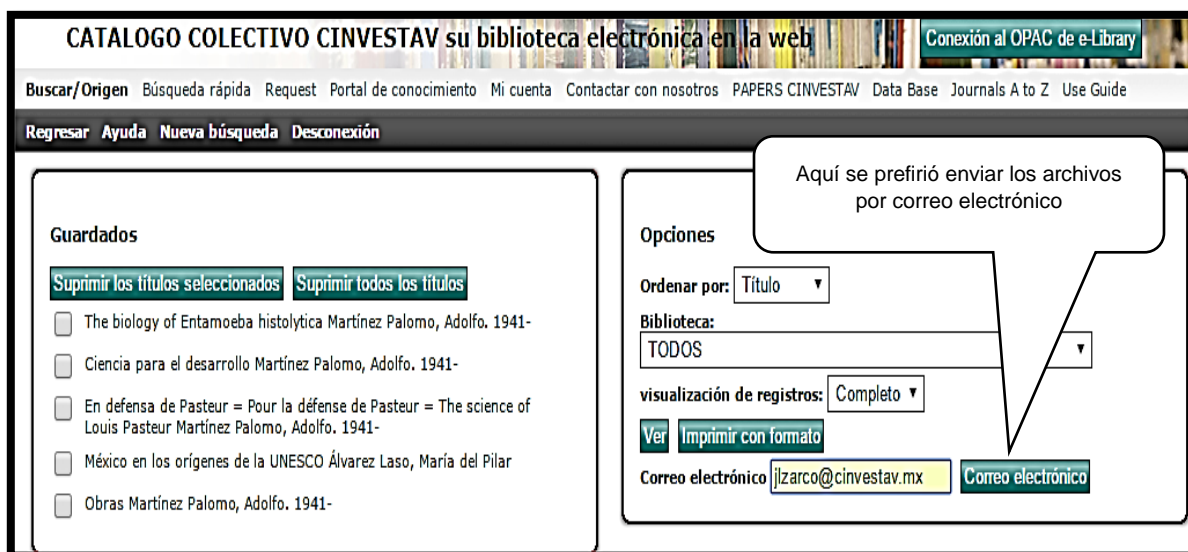 CATALOGO COLECTIVO CINVESTAV su biblioteca electrónica en la web
Conexión al OPAC de e-Library
Buscar/Origen Búsqueda rápida Request Portal de conocimiento Mi cuenta Contactar con nosotros PAPERS CINVESTAV Data Base Journals A to Z Use Guide
Regresar Ayuda Nueva búsqueda Desconexión
Aquí se prefirió enviar los archivos
por correo electrónico
Guardados
Suprimir los títulos seleccionados Suprimir todos los títulos
The biology of Entamoeba histolytica Martínez Palomo, Adolfo. 1941-
Ciencia para el desarrollo Martínez Palomo, Adolfo. 1941-
En defensa de Pasteur = Pour la défense de Pasteur = The science of
Louis Pasteur Martínez Palomo, Adolfo. 1941-
México en los orígenes de la UNESCO Álvarez Laso, María del Pilar
Obras Martínez Palomo, Adolfo. 1941-
Opciones
Ordenar por: Título
Biblioteca:
TODOS
visualización de registros: Completo
Ver Imprimir con formato
Correo electrónico jlzarco@cinvestav.mx Correo electrónico